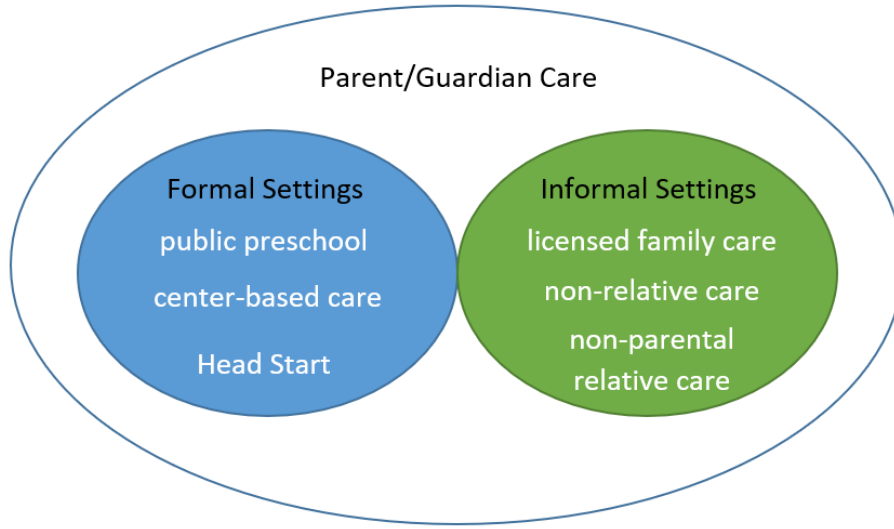 Parent/Guardian Care
Formal Settings
public preschool
center-based care
Head Start
Informal Settings
licensed family care
non-relative care
non-parental
relative care